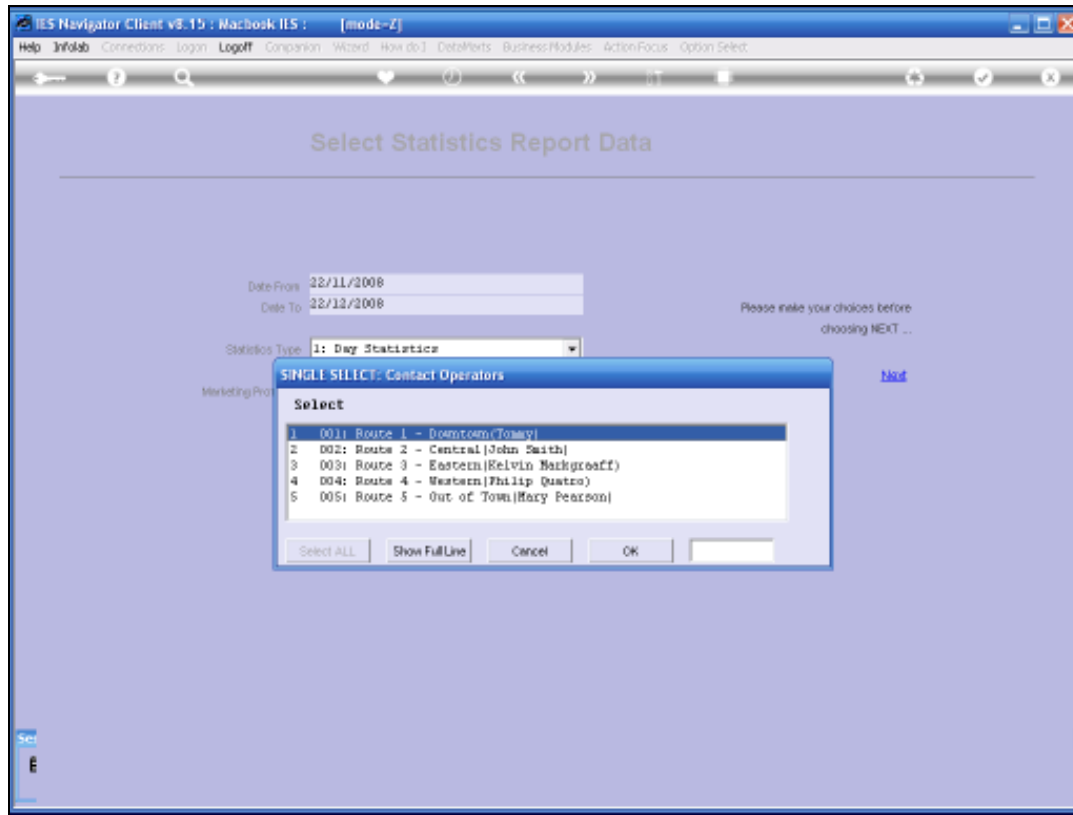 IES Navigator Client v8.15 : Macbook IES : [mode=Z]
Help Infolab Connections Logon Logoff Companion Wizard How do I DataAlerts Business Modules Action Focus Option Select
Select Statistics Report Data
Date From 22/11/2008
Date To 22/12/2008
Please make your choices before
choosing NEXT ...
Statistics Type 1: Day Statistics
Next
Marketing
SINGLE SELECT: Contact Operators
Select
1 001: Route 1 - Downtown(Tommy)
2 002: Route 2 - Central(John Smith)
3 003: Route 3 - Eastern(Kelvin Markgraaff)
4 004: Route 4 - Western(Philip Quatro)
5 005: Route 5 - Out of Town(Mary Pearson)
Select ALL Show Full Line Cancel OK
Ser